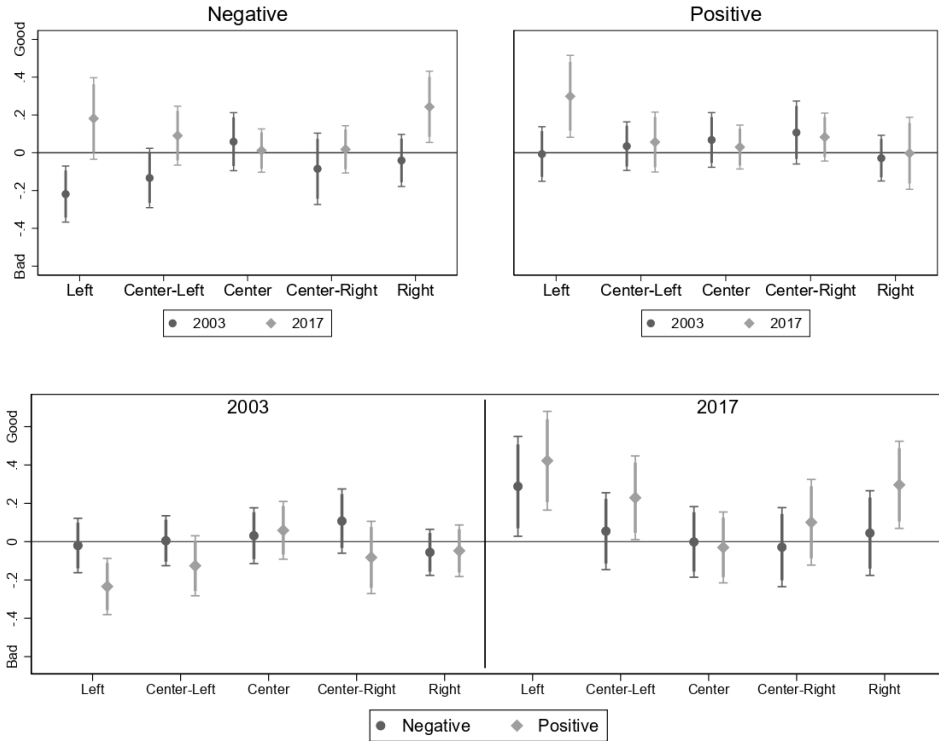 Negative
Good
.4
.2
0
-.2
-.4
Bad
Left Center-Left Center Center-Right Right
2003 2017
Positive
Left Center-Left Center Center-Right Right
2003 2017
2003 2017
Good
.4
.2
0
-.2
-.4
Bad
Left Center-Left Center Center-Right Right Left Center-Left Center Center-Right Right
Negative Positive